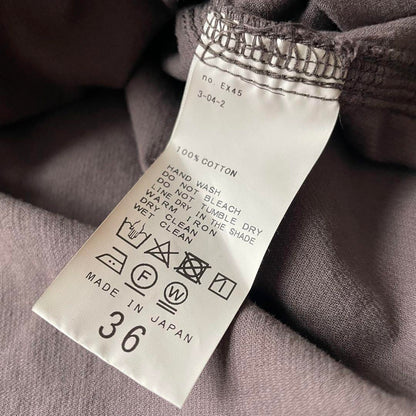 no. EX45
3-04-2
100% COTTON
HAND WASH
DO NOT BLEACH
DO NOT TUMBLE DRY
LINE DRY IN THE SHADE
WARM IRON
DRY CLEAN
WET CLEAN
F W
MADE IN JAPAN
36